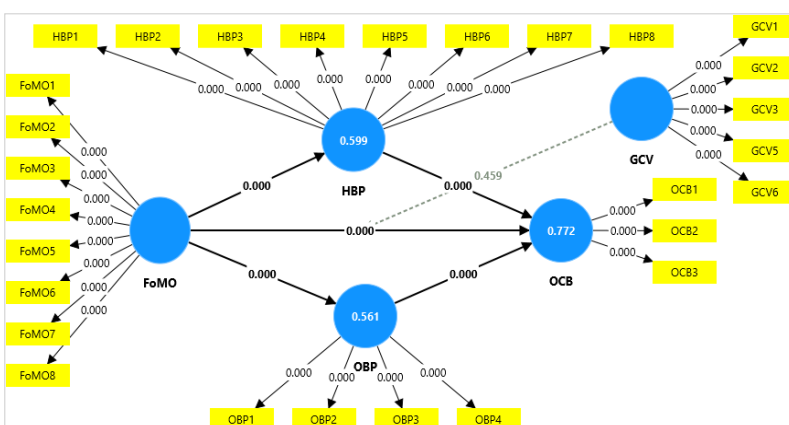 HBP1 HBP2 HBP3 HBP4 HBP5 HBP6 HBP7 HBP8 GCV1
0.000 0.000 0.000 0.000 0.000 0.000 0.000 0.000
0.599
HBP
GCV2
GCV3
GCV5
GCV6
0.000
0.000
0.000
0.000
0.000
GCV
FoMO1
FoMO2
FoMO3
FoMO4
FoMO5
FoMO6
FoMO7
FoMO8
0.000
0.000
0.000
0.000
0.000
0.000
0.000
0.000
FoMO
0.000 0.000 0.459
0.000
0.000 0.000
0.772
OCB
0.000 OCB1
0.000 OCB2
0.000 OCB3
0.561
OBP
0.000 0.000 0.000 0.000
OBP1 OBP2 OBP3 OBP4